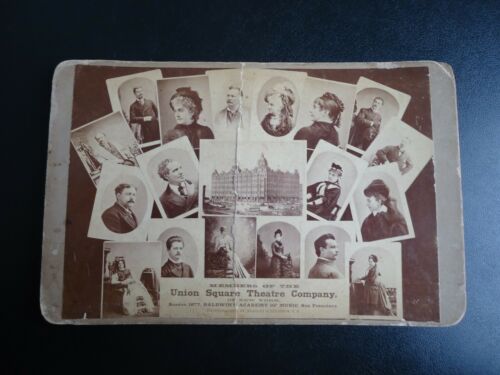 MEMBERS OF THE
Union Square Theatre Company,
OF NEW YORK.
Season 1877, BALDWIN'S ACADEMY OF MUSIC San Francisco.